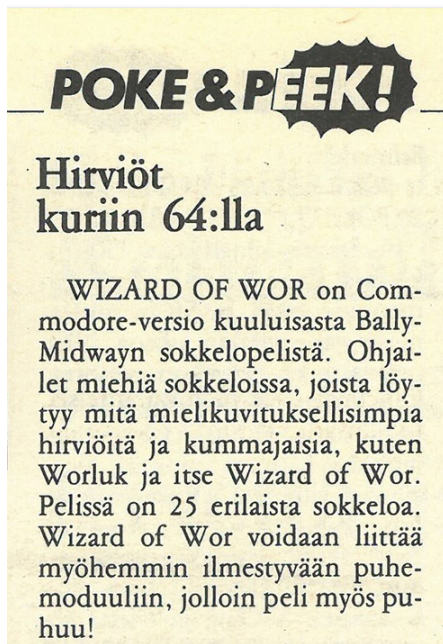 POKE & PEEK!
Hirviöt
kuriin 64:lla
WIZARD OF WOR on Com-
modore-versio kuuluisasta Bally-
Midwayn sokkelopelistä. Ohjai-
let miehiä sokkeloissa, joista löy-
tyy mitä mielikuvituksellisimpia
hirviöitä ja kummajaisia, kuten
Worluk ja itse Wizard of Wor.
Pelissä on 25 erilaista sokkeloa.
Wizard of Wor voidaan liittää
myöhemmin ilmestyvään puhe-
moduuliin, jolloin peli myös pu-
huu!